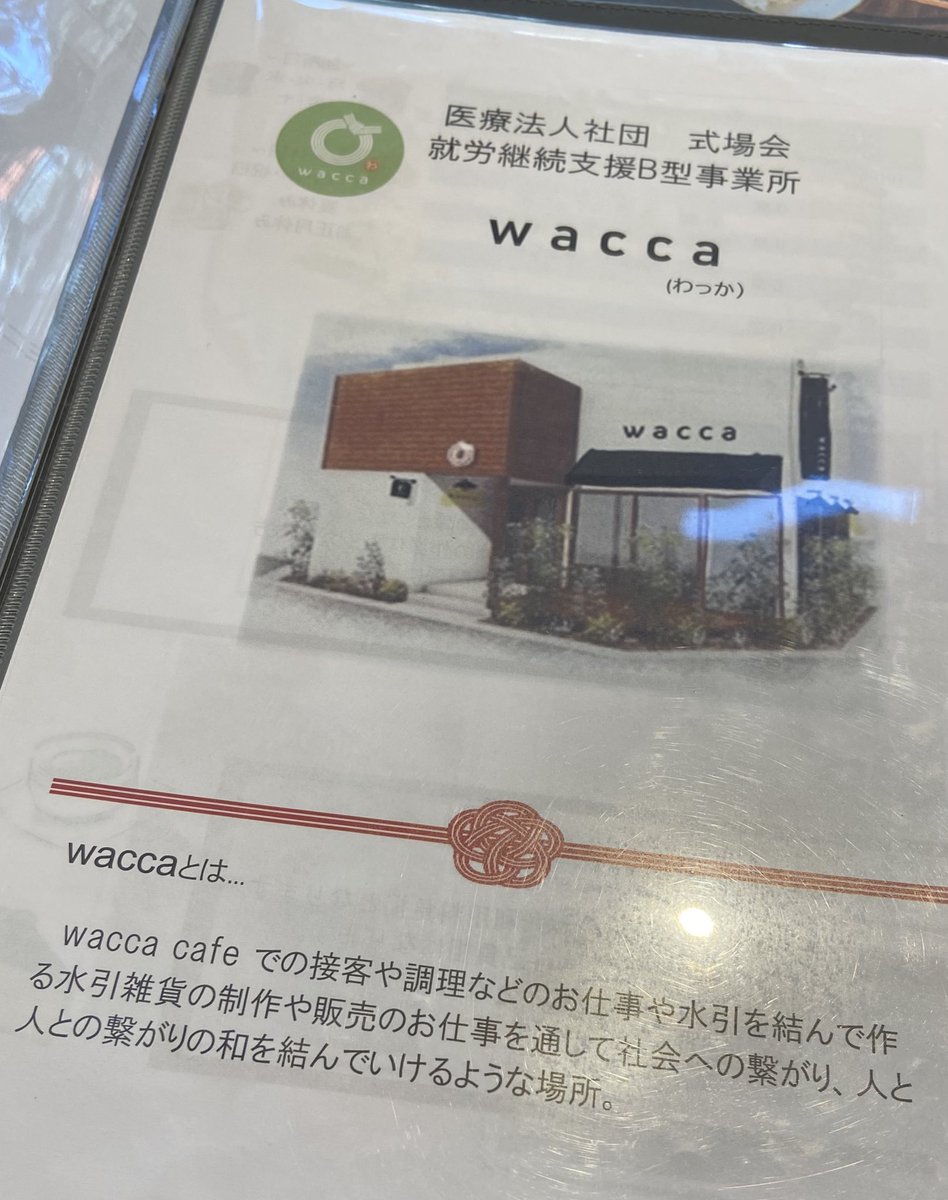 wacca
わ
医療法人社団　式場会
就労継続支援B型事業所
wacca
(わっか)
wacca
wacca
waccaとは...
wacca cafe での接客や調理などのお仕事や水引を結んで作
る水引雑貨の制作や販売のお仕事を通して社会への繋がり、人と
人との繋がりの和を結んでいけるような場所。